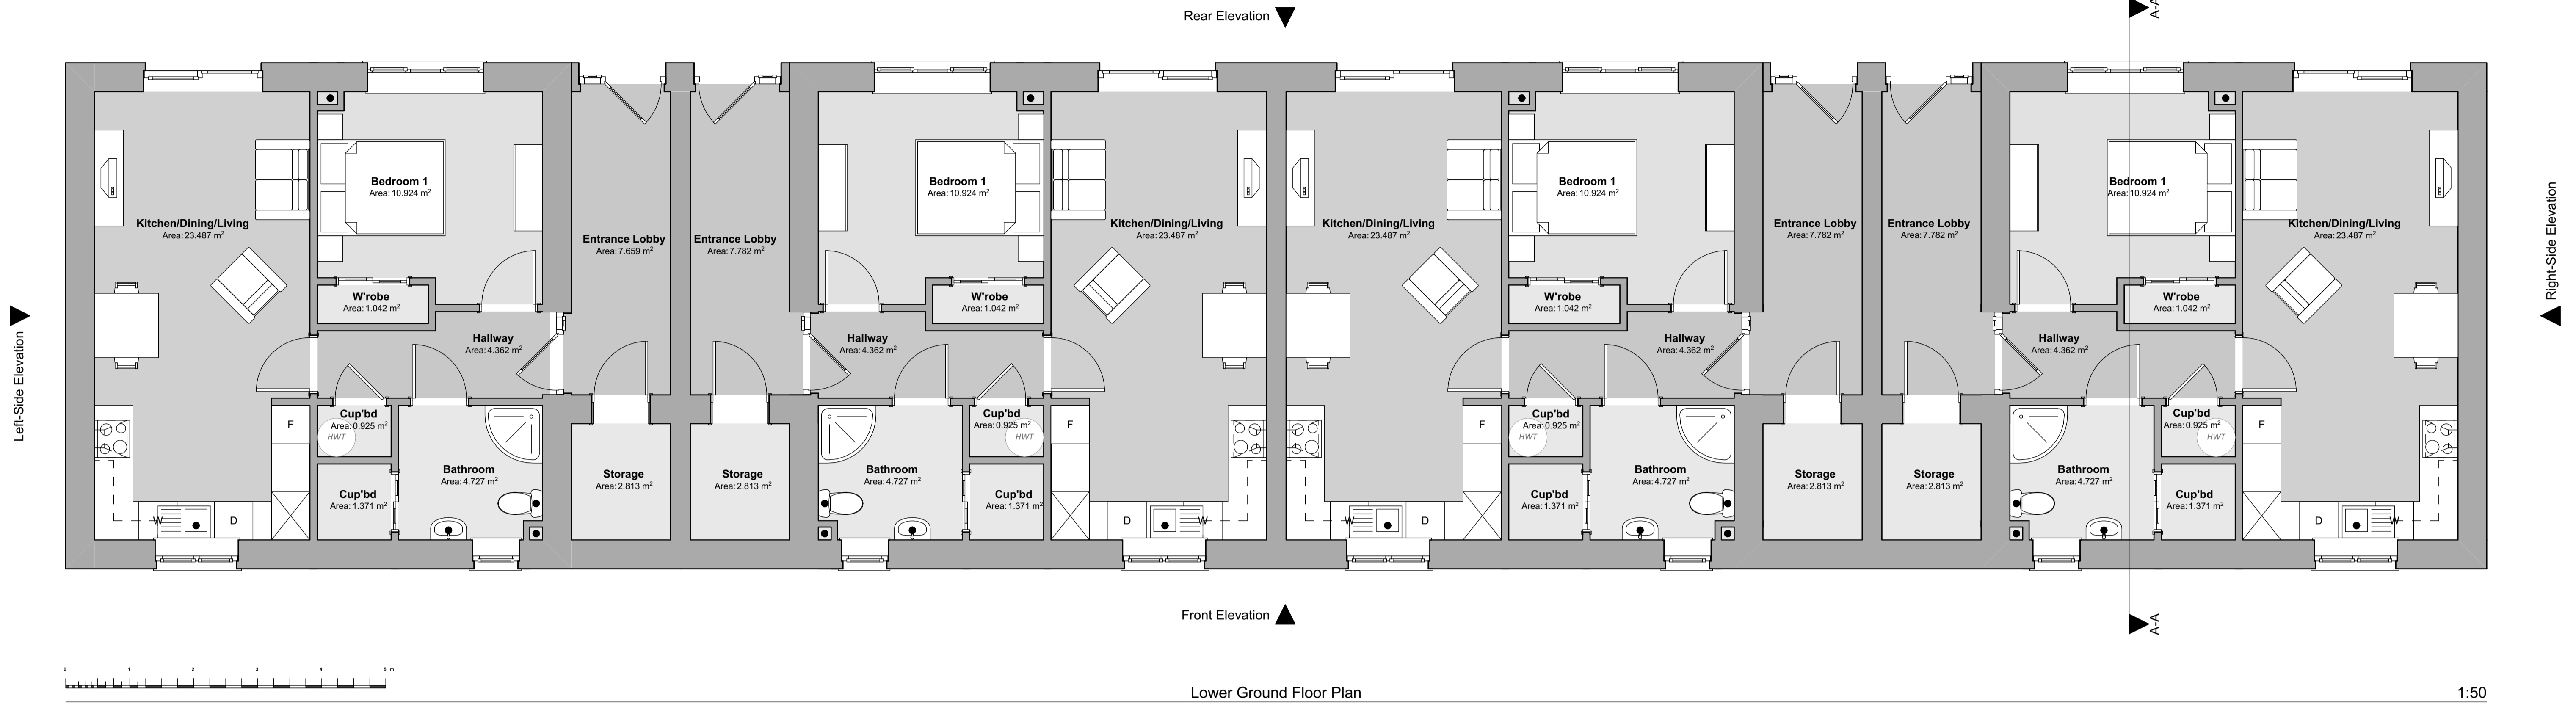 Rear Elevation
A-A
Left-Side Elevation
Kitchen/Dining/Living
Area: 23.487 m²
Bedroom 1
Area: 10.924 m²
W'robe
Area: 1.042 m²
Hallway
Area: 4.362 m²
Cup'bd
Area: 0.925 m²
HWT
Cup'bd
Area: 1.371 m²
Bathroom
Area: 4.727 m²
F
W
D
Entrance Lobby
Area: 7.659 m²
Storage
Area: 2.813 m²
Entrance Lobby
Area: 7.782 m²
Storage
Area: 2.813 m²
Bedroom 1
Area: 10.924 m²
W'robe
Area: 1.042 m²
Hallway
Area: 4.362 m²
Bathroom
Area: 4.727 m²
Cup'bd
Area: 0.925 m²
HWT
Cup'bd
Area: 1.371 m²
Kitchen/Dining/Living
Area: 23.487 m²
F
D
W
Kitchen/Dining/Living
Area: 23.487 m²
F
W
D
Bedroom 1
Area: 10.924 m²
W'robe
Area: 1.042 m²
Hallway
Area: 4.362 m²
Cup'bd
Area: 0.925 m²
HWT
Cup'bd
Area: 1.371 m²
Bathroom
Area: 4.727 m²
Entrance Lobby
Area: 7.782 m²
Storage
Area: 2.813 m²
Entrance Lobby
Area: 7.782 m²
Storage
Area: 2.813 m²
Bedroom 1
Area: 10.924 m²
W'robe
Area: 1.042 m²
Hallway
Area: 4.362 m²
Bathroom
Area: 4.727 m²
Cup'bd
Area: 0.925 m²
HWT
Cup'bd
Area: 1.371 m²
Kitchen/Dining/Living
Area: 23.487 m²
F
D
W
Right-Side Elevation
Front Elevation
A-A
0 1 2 3 4 5 m
Lower Ground Floor Plan
1:50